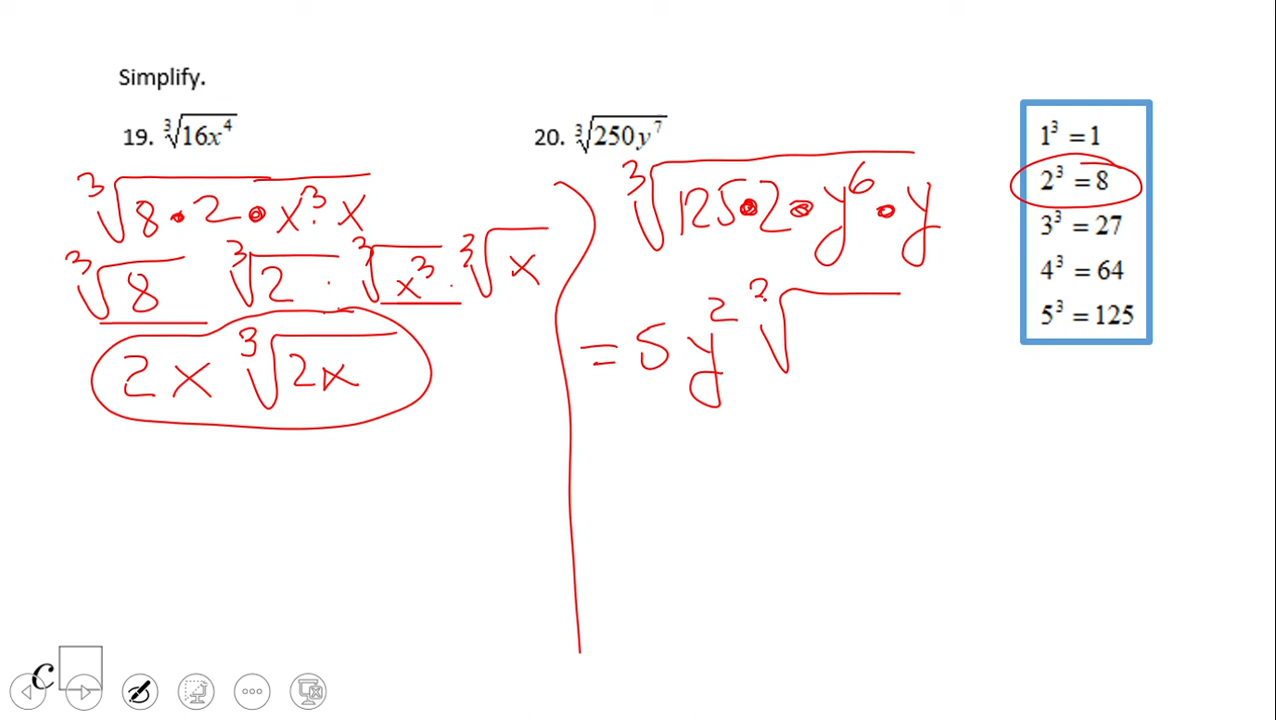 Simplify.
19. ∛(16x⁴)
∛(8 · 2 · x³ · x)
∛8 ∛2 · ∛(x³) · ∛x
2x ∛(2x)
20. ∛(250y⁷)
∛(125 · 2 · y⁶ · y)
= 5y² ∛
1³ = 1
2³ = 8
3³ = 27
4³ = 64
5³ = 125
c